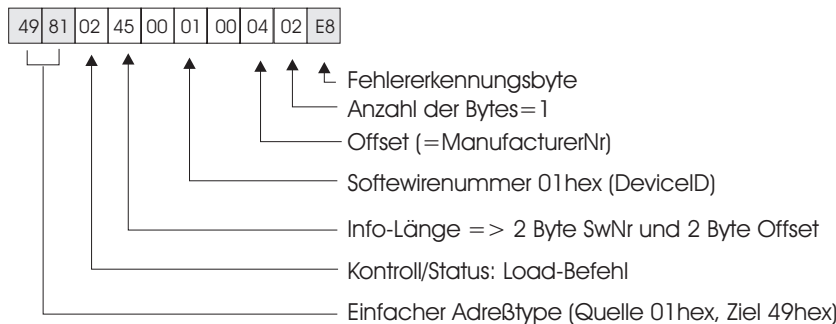 49 81 02 45 00 01 00 04 02 E8
Fehlererkennungsbyte
Anzahl der Bytes=1
Offset (=ManufacturerNr)
Softewirenummer 01hex (DeviceID)
Info-Länge => 2 Byte SwNr und 2 Byte Offset
Kontroll/Status: Load-Befehl
Einfacher Adreßtype (Quelle 01hex, Ziel 49hex)